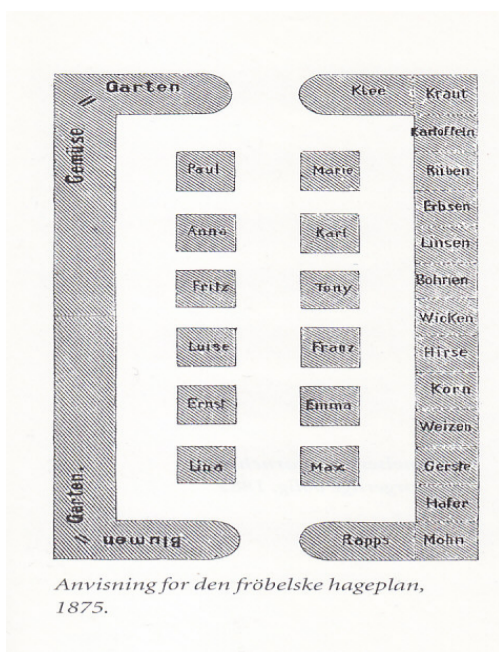 Gemüse // Garten
Klee Kraut
Kartoffeln
Paul Marie Rüben
Erbsen
Anna Karl Linsen
Fritz Tony Bohnen
Wicken
Luise Franz Hirse
Ernst Emma Korn
Weizen
Lina Max Gerste
Hafer
Blumen // Garten.
Rapps Mohn
Anvisning for den fröbelske hageplan,
1875.